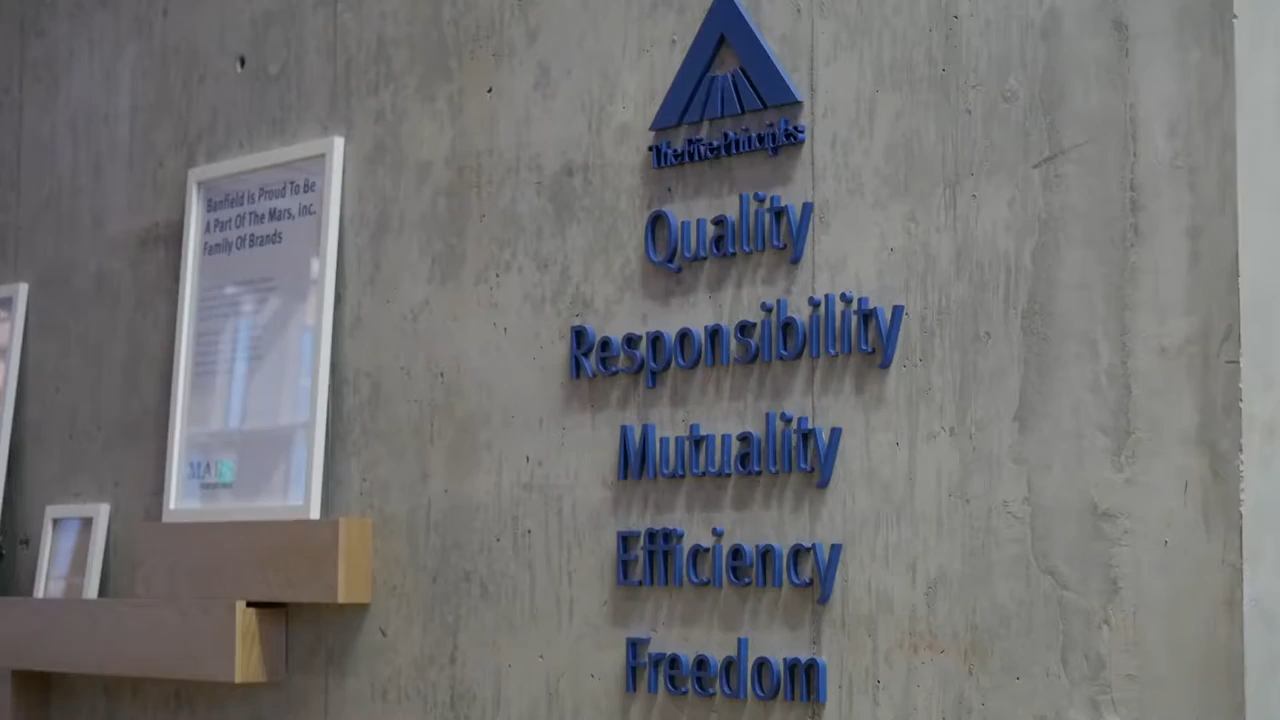 Banfield Is Proud To Be
A Part Of The Mars, Inc.
Family Of Brands
MARS
The Five Principles
Quality
Responsibility
Mutuality
Efficiency
Freedom